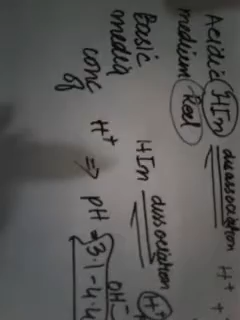 Acidic medium HIn dissociation ⇌ H⁺ +
Red
Basic media HIn dissociation ⇌ H⁺
OH⁻
conc of H⁺ ⇒ pH = 3.1-4.4